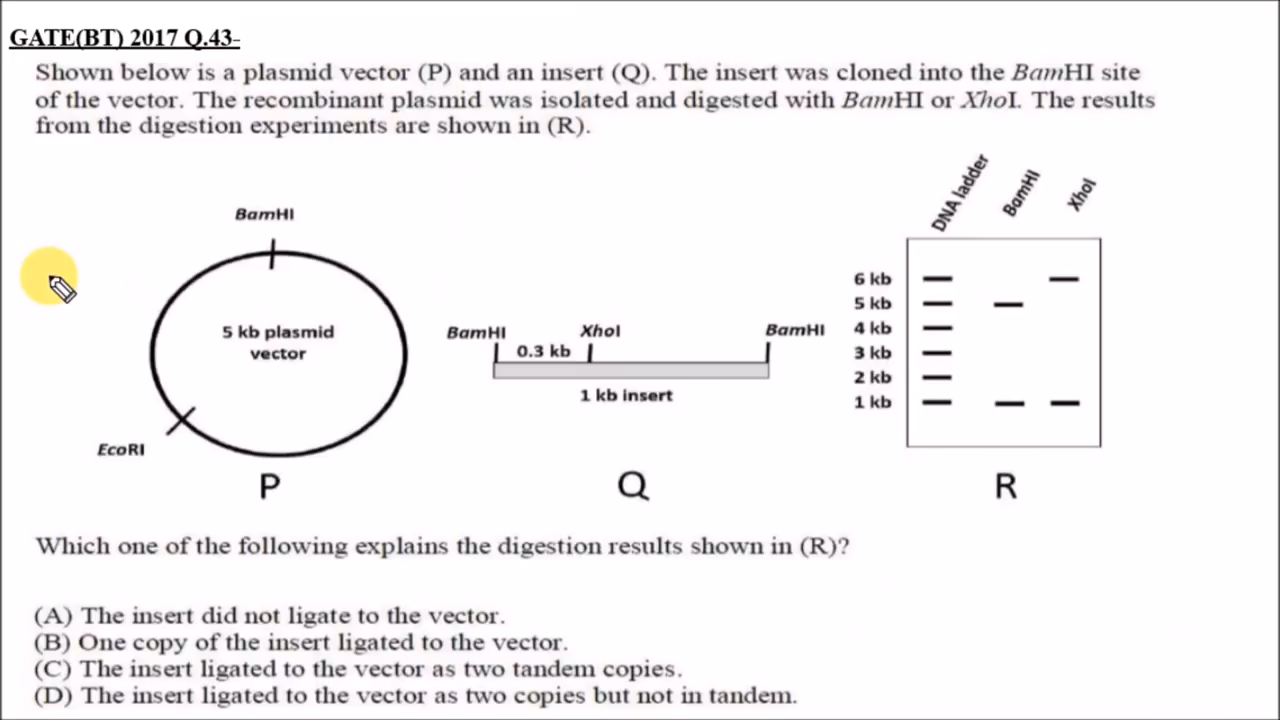 GATE(BT) 2017 Q.43-
Shown below is a plasmid vector (P) and an insert (Q). The insert was cloned into the BamHI site
of the vector. The recombinant plasmid was isolated and digested with BamHI or XhoI. The results
from the digestion experiments are shown in (R).
BamHI
5 kb plasmid
vector
EcoRI
P
BamHI
XhoI
BamHI
0.3 kb
1 kb insert
Q
DNA ladder
BamHI
XhoI
6 kb
5 kb
4 kb
3 kb
2 kb
1 kb
R
Which one of the following explains the digestion results shown in (R)?
(A) The insert did not ligate to the vector.
(B) One copy of the insert ligated to the vector.
(C) The insert ligated to the vector as two tandem copies.
(D) The insert ligated to the vector as two copies but not in tandem.